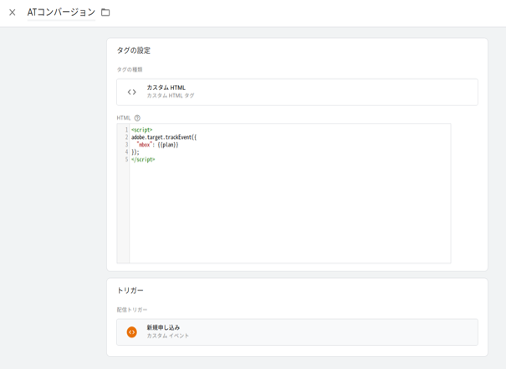 ATコンバージョン
タグの設定
タグの種類
カスタム HTML
カスタム HTML タグ
HTML
1 <script>
2 adobe.target.trackEvent({
3 "mbox": {{plan}}
4 });
5 </script>
トリガー
配信トリガー
新規申し込み
カスタム イベント